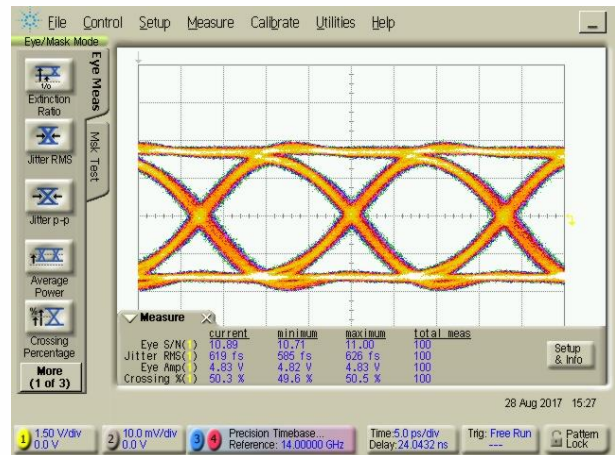 File Control Setup Measure Calibrate Utilities Help
Eye/Mask Mode
Eye Meas
Msk Test
Extinction
Ratio
Jitter RMS
Jitter p-p
Average
Power
Crossing
Percentage
More
(1 of 3)
Measure
current minimum maximum total meas
Eye S/N(1) 10.89 10.71 11.00 100
Jitter RMS(1) 619 fs 585 fs 626 fs 100
Eye Amp(1) 4.83 V 4.82 V 4.83 V 100
Crossing %(1) 50.3 % 49.6 % 50.5 % 100
Setup
& Info
28 Aug 2017 15:27
1 1.50 V/div
0.0 V
2 10.0 mV/div
0.0 V
3 4 Precision Timebase...
Reference: 14.00000 GHz
Time:5.0 ps/div
Delay:24.0432 ns
Trig: Free Run
---
Pattern
Lock